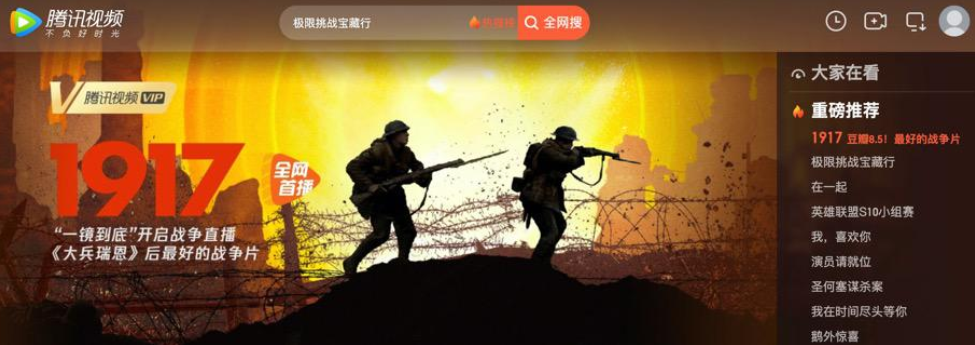 腾讯视频
不负好时光
极限挑战宝藏行
热搜榜
全网搜
V 腾讯视频 VIP
1917
全网
首播
“一镜到底”开启战争直播
《大兵瑞恩》后最好的战争片
大家在看
重磅推荐
1917 豆瓣8.5！最好的战争片
极限挑战宝藏行
在一起
英雄联盟S10小组赛
我，喜欢你
演员请就位
圣何塞谋杀案
我在时间尽头等你
鹅外惊喜